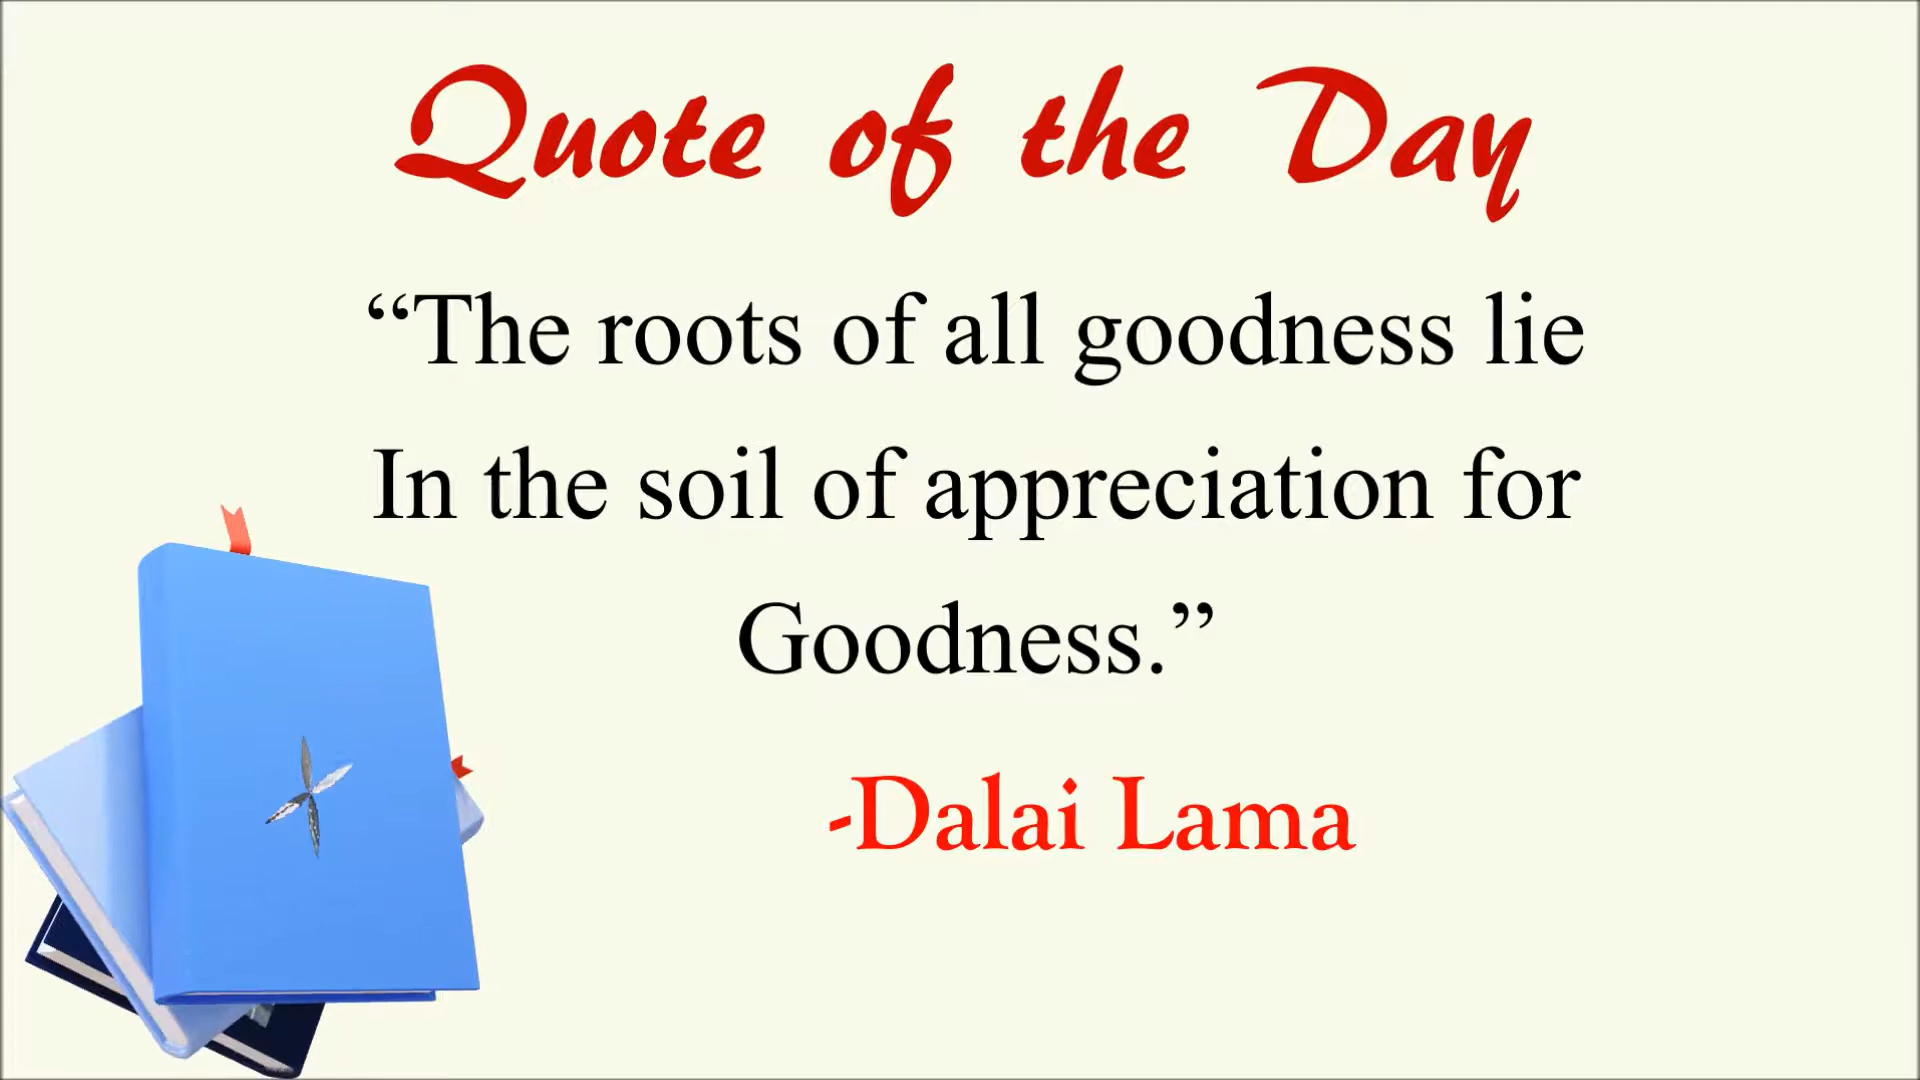 Quote of the Day
“The roots of all goodness lie
In the soil of appreciation for
Goodness.”
-Dalai Lama